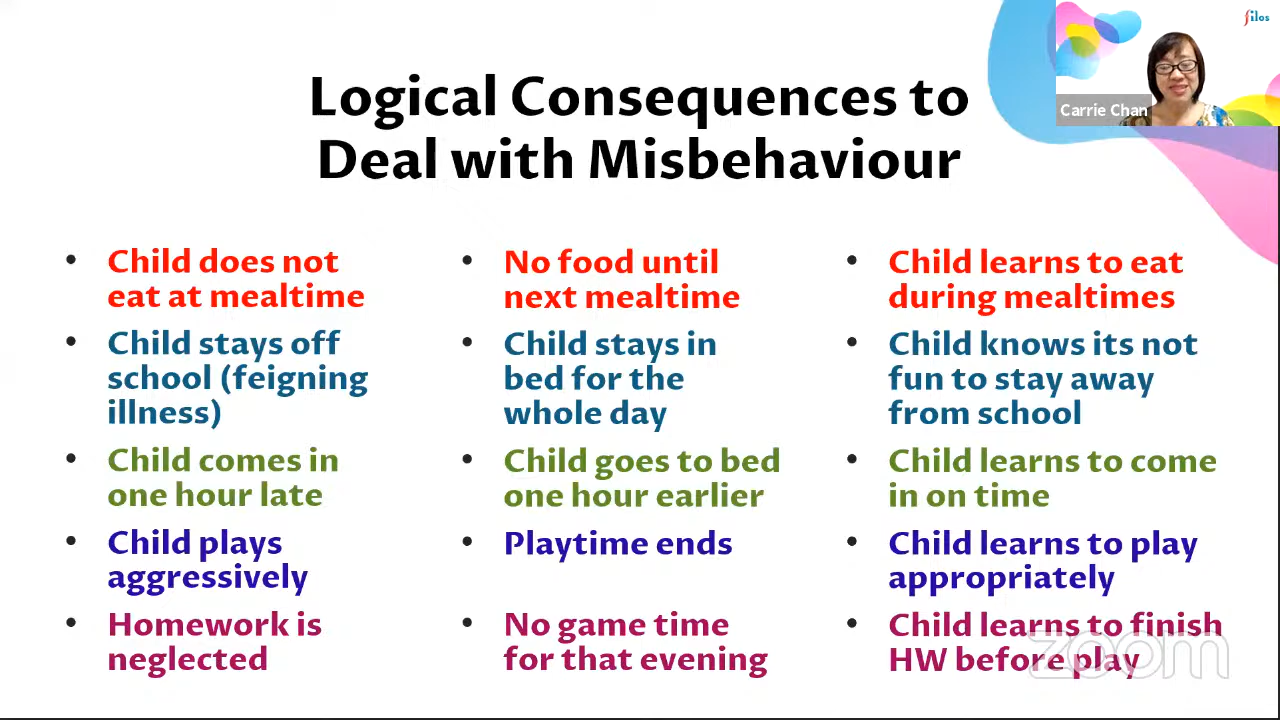 filos
Carrie Chan
Logical Consequences to
Deal with Misbehaviour
• Child does not
eat at mealtime
• No food until
next mealtime
• Child learns to eat
during mealtimes
• Child stays off
school (feigning
illness)
• Child stays in
bed for the
whole day
• Child knows its not
fun to stay away
from school
• Child comes in
one hour late
• Child goes to bed
one hour earlier
• Child learns to come
in on time
• Child plays
aggressively
• Playtime ends
• Child learns to play
appropriately
• Homework is
neglected
• No game time
for that evening
• Child learns to finish
HW before play
zoom